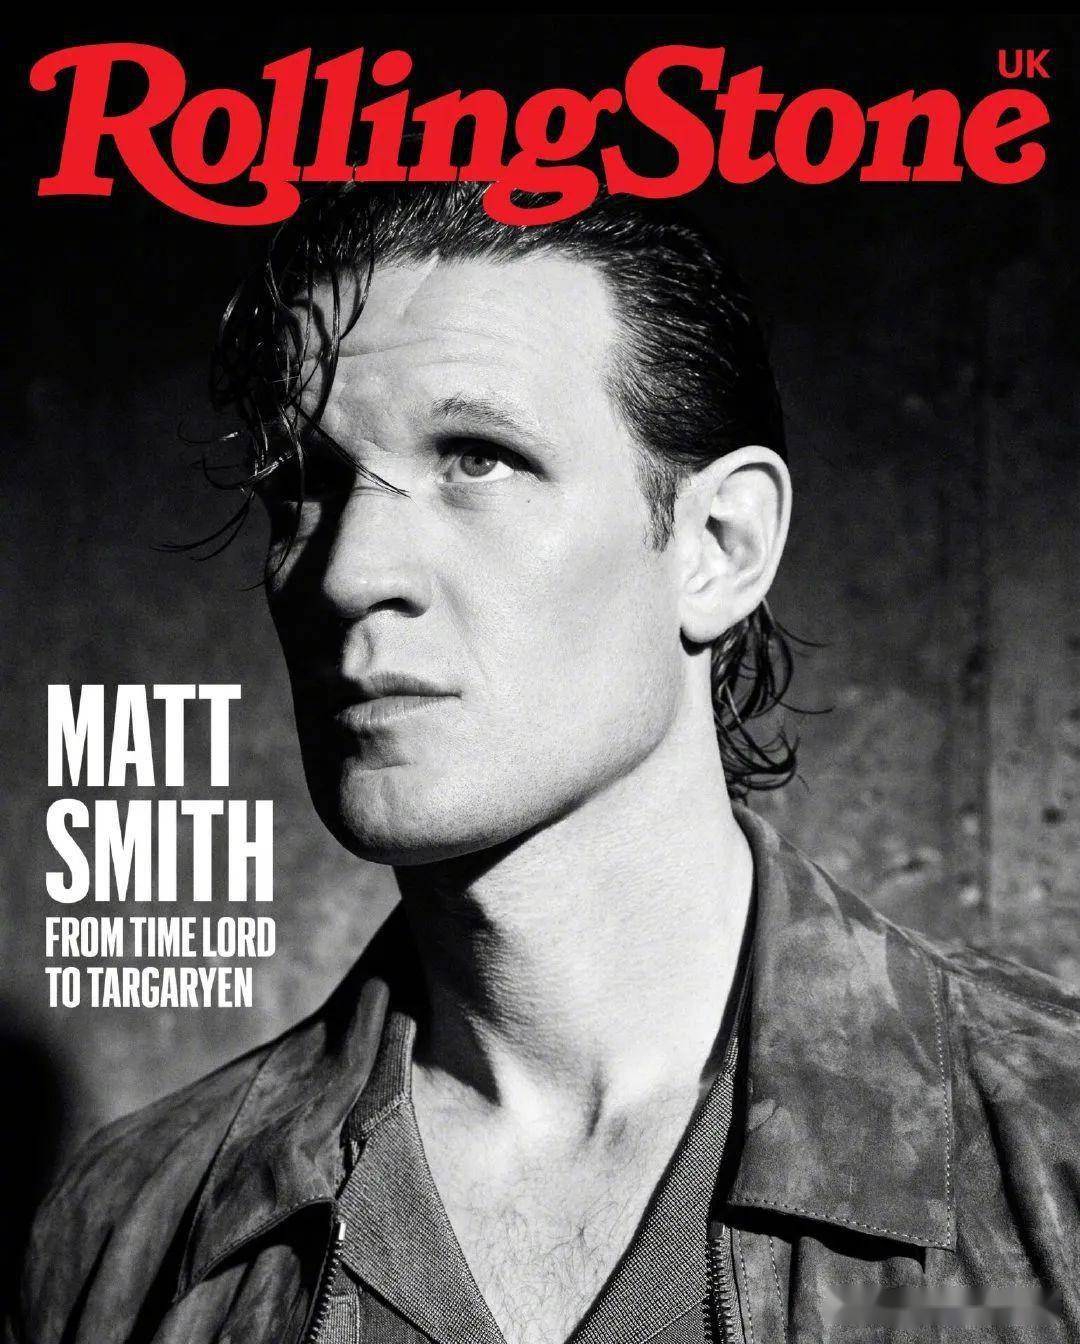 RollingStone
UK
MATT
SMITH
FROM TIME LORD
TO TARGARYEN